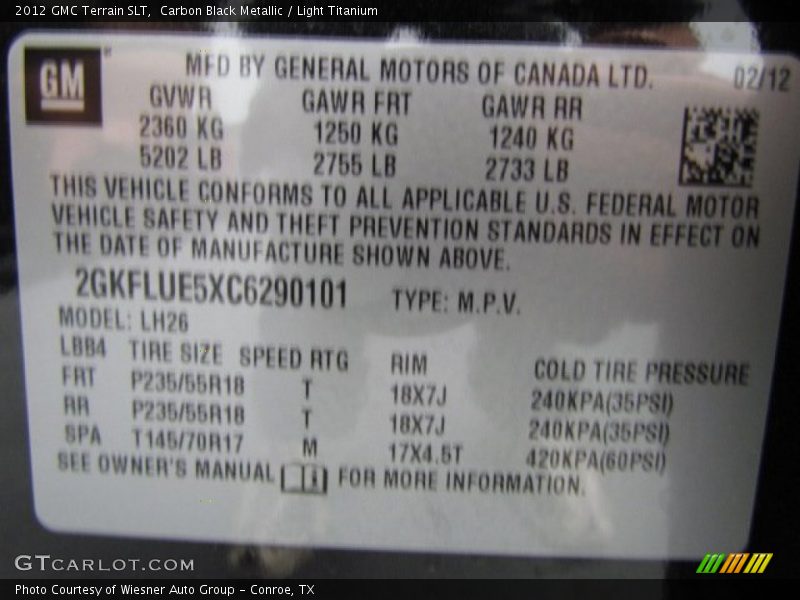 2012 GMC Terrain SLT,  Carbon Black Metallic / Light Titanium
GM
MFD BY GENERAL MOTORS OF CANADA LTD. 02/12
GVWR GAWR FRT GAWR RR
2360 KG 1250 KG 1240 KG
5202 LB 2755 LB 2733 LB
THIS VEHICLE CONFORMS TO ALL APPLICABLE U.S. FEDERAL MOTOR
VEHICLE SAFETY AND THEFT PREVENTION STANDARDS IN EFFECT ON
THE DATE OF MANUFACTURE SHOWN ABOVE.
2GKFLUE5XC6290101 TYPE: M.P.V.
MODEL: LH26
LBB4 TIRE SIZE SPEED RTG RIM COLD TIRE PRESSURE
FRT P235/55R18 T 18X7J 240KPA(35PSI)
RR P235/55R18 T 18X7J 240KPA(35PSI)
SPA T145/70R17 M 17X4.5T 420KPA(60PSI)
SEE OWNER'S MANUAL FOR MORE INFORMATION.
GTCARLOT.COM
Photo Courtesy of Wiesner Auto Group - Conroe, TX